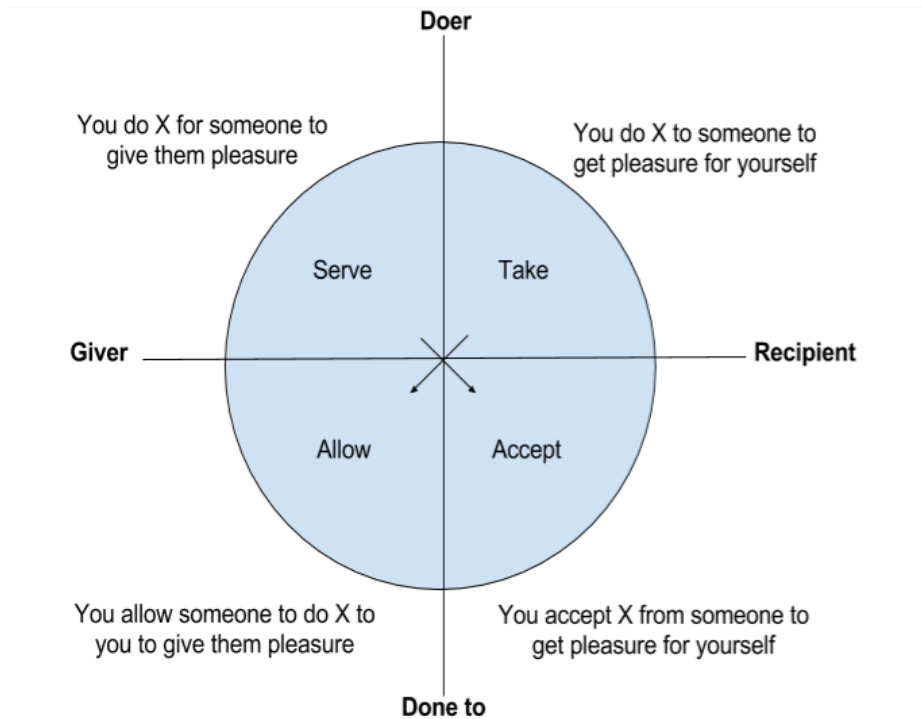 Doer
You do X for someone to
give them pleasure
You do X to someone to
get pleasure for yourself
Serve
Take
Giver
Recipient
Allow
Accept
You allow someone to do X to
you to give them pleasure
You accept X from someone to
get pleasure for yourself
Done to